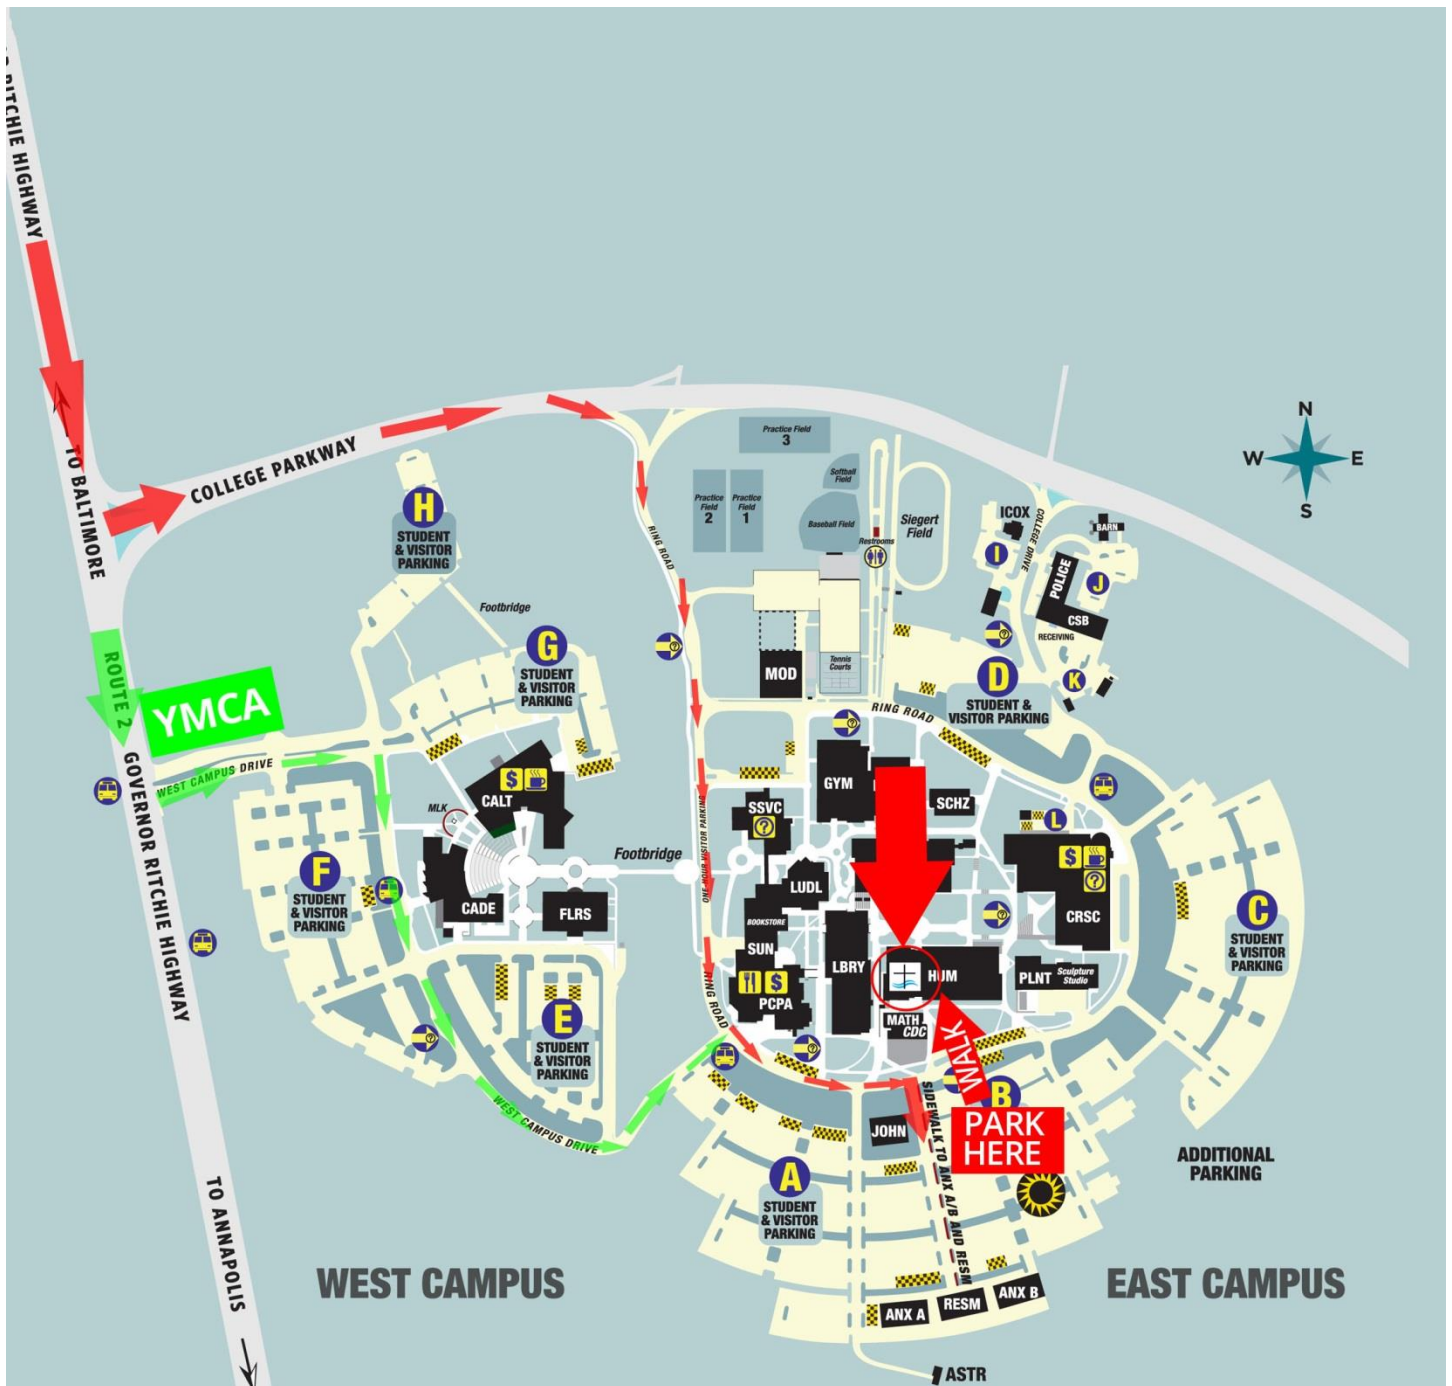 RITCHIE HIGHWAY
TO BALTIMORE
COLLEGE PARKWAY
N
W
E
S
H
STUDENT
& VISITOR
PARKING
Footbridge
G
STUDENT
& VISITOR
PARKING
RING ROAD
Practice Field
3
Practice
Field
2
Practice
Field
1
Softball
Field
Baseball Field
Restrooms
Siegert
Field
Tennis
Courts
MOD
ICOX
COLLEGE DRIVE
BARN
I
J
POLICE
CSB
RECEIVING
K
D
STUDENT &
VISITOR PARKING
RING ROAD
ROUTE 2
YMCA
WEST CAMPUS DRIVE
GOVERNOR RITCHIE HIGHWAY
TO ANNAPOLIS
MLK
CALT
$
F
STUDENT
& VISITOR
PARKING
CADE
FLRS
Footbridge
ONE HOUR VISITOR PARKING
SSVC
?
GYM
SCHZ
L
$
?
CRSC
LUDL
BOOKSTORE
SUN
$
PCPA
LBRY
HUM
MATH
CDC
PLNT
Sculpture
Studio
C
STUDENT
& VISITOR
PARKING
RING ROAD
E
STUDENT
& VISITOR
PARKING
WEST CAMPUS DRIVE
WALK
B
PARK
HERE
JOHN
SIDEWALK TO ANX A/B AND RESM
A
STUDENT
& VISITOR
PARKING
ADDITIONAL
PARKING
WEST CAMPUS
EAST CAMPUS
ANX A
RESM
ANX B
ASTR